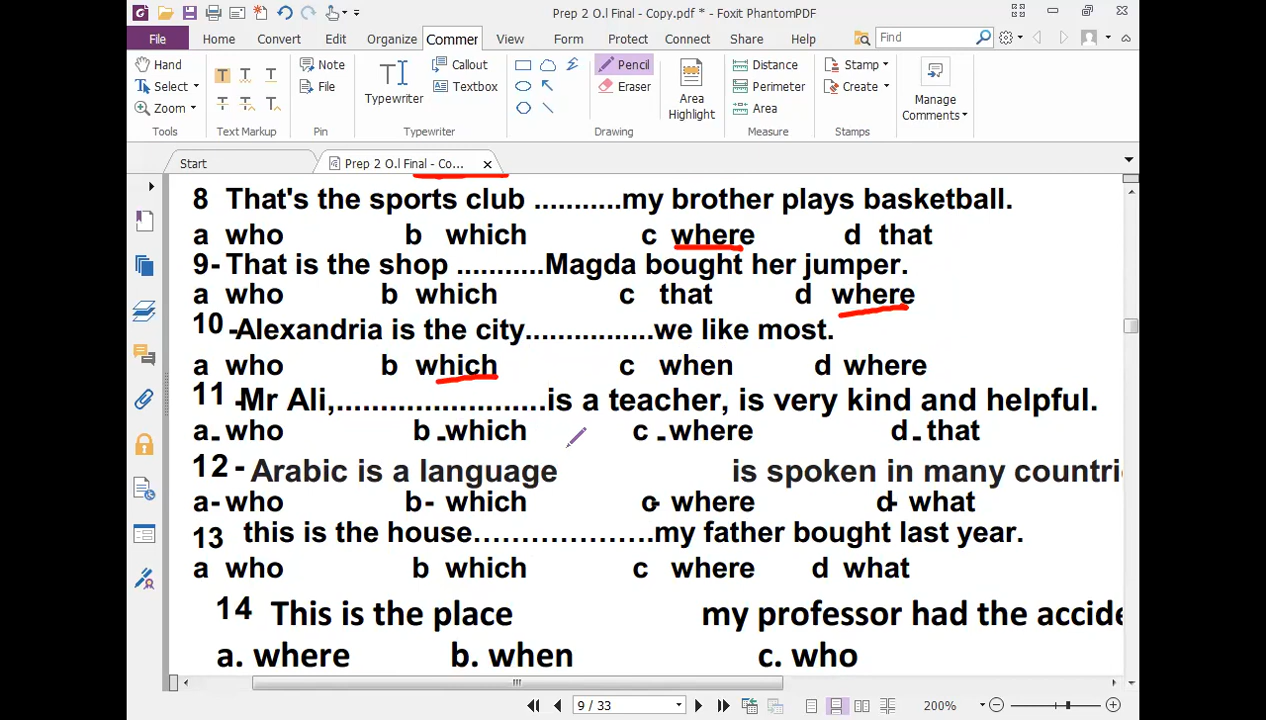 Prep 2 O.l Final - Copy.pdf * - Foxit PhantomPDF
File Home Convert Edit Organize Commer View Form Protect Connect Share Help Find
Hand
Select
Zoom
Tools
Text Markup
Note
File
Pin
Typewriter
Callout
Textbox
Typewriter
Pencil
Eraser
Drawing
Area Highlight
Distance
Perimeter
Area
Measure
Stamp
Create
Stamps
Manage Comments
Start Prep 2 O.l Final - Co...
8 That's the sports club ...........my brother plays basketball.
a who b which c where d that
9- That is the shop ...........Magda bought her jumper.
a who b which c that d where
10 -Alexandria is the city...............we like most.
a who b which c when d where
11 -Mr Ali,........................is a teacher, is very kind and helpful.
a- who b -which c -where d- that
12 - Arabic is a language is spoken in many countri
a- who b- which c- where d- what
13 this is the house………………….my father bought last year.
a who b which c where d what
14 This is the place my professor had the accide
a. where b. when c. who
9 / 33 200%